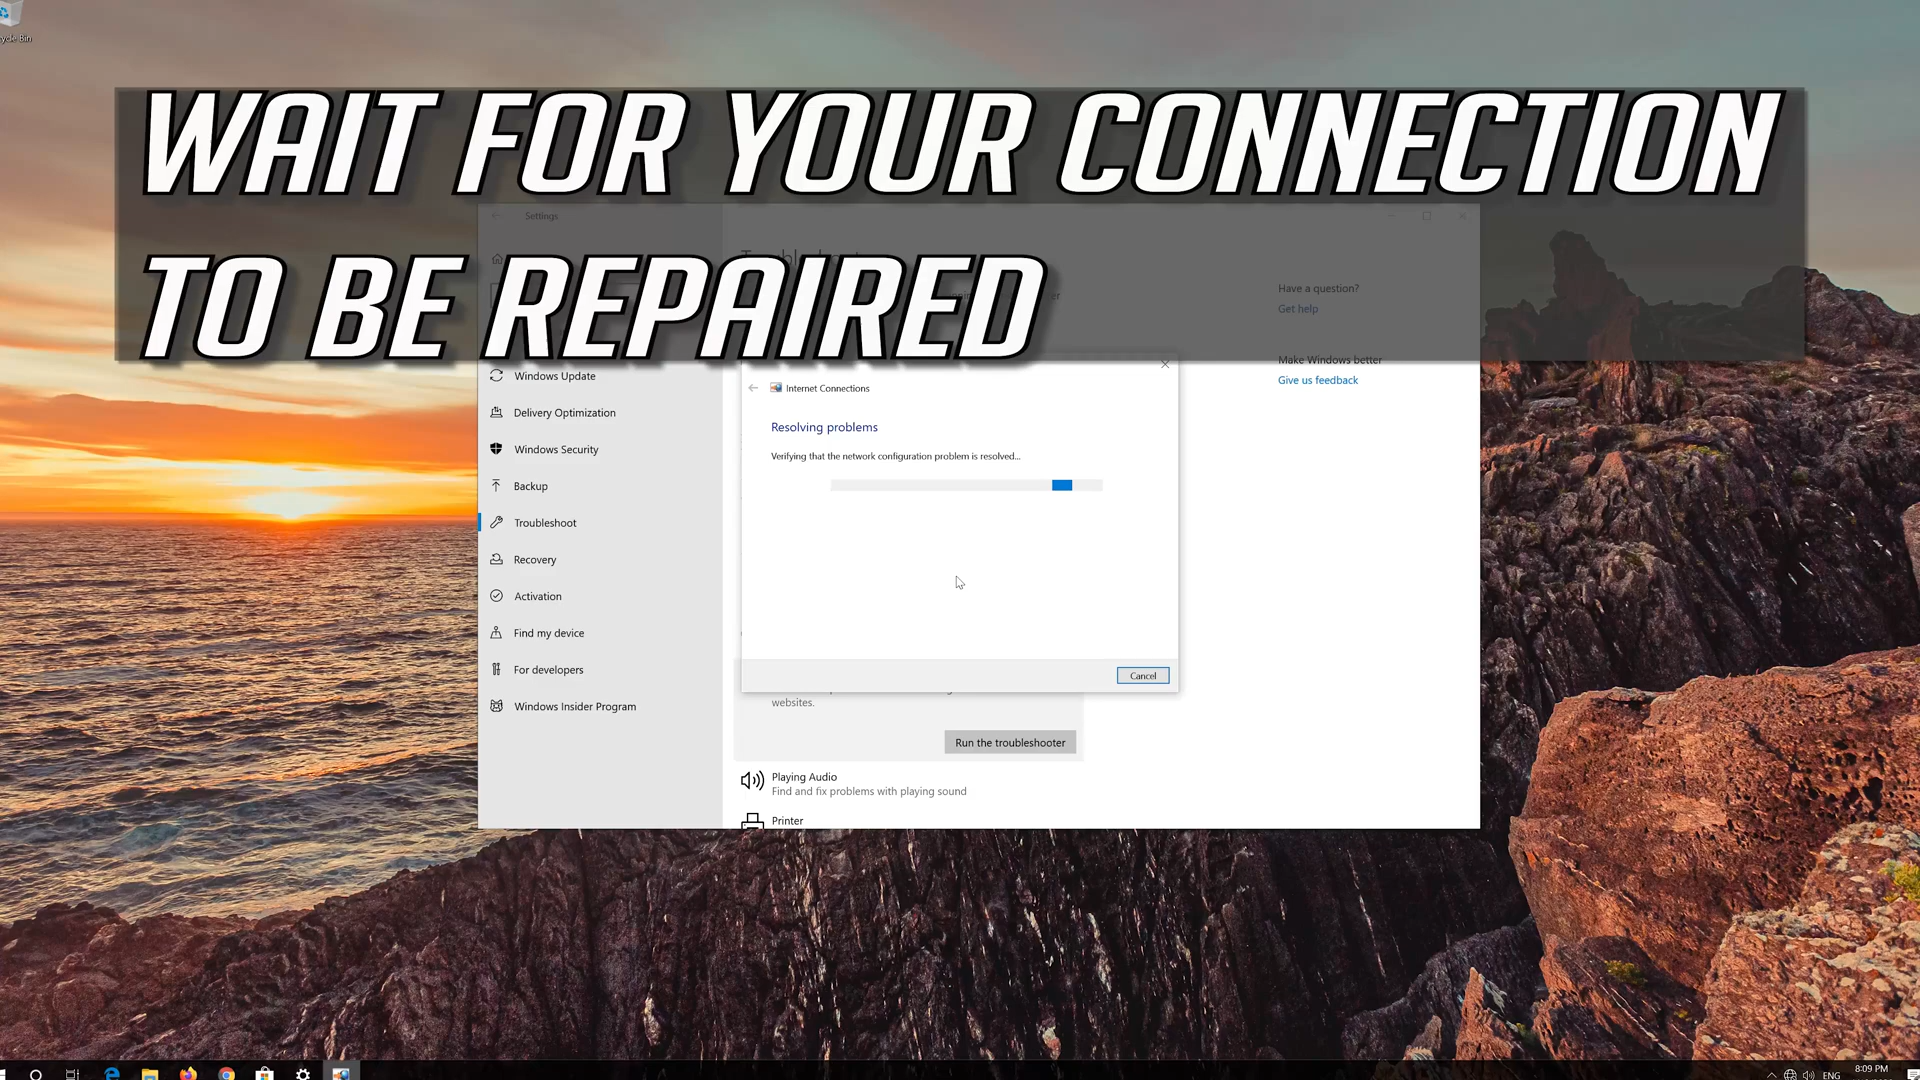 WAIT FOR YOUR CONNECTION
TO BE REPAIRED
Settings
Have a question?
Get help
Make Windows better
Give us feedback
Windows Update
Delivery Optimization
Windows Security
Backup
Troubleshoot
Recovery
Activation
Find my device
For developers
Windows Insider Program
Internet Connections
Resolving problems
Verifying that the network configuration problem is resolved...
Cancel
websites.
Run the troubleshooter
Playing Audio
Find and fix problems with playing sound
Printer
ENG
8:09 PM